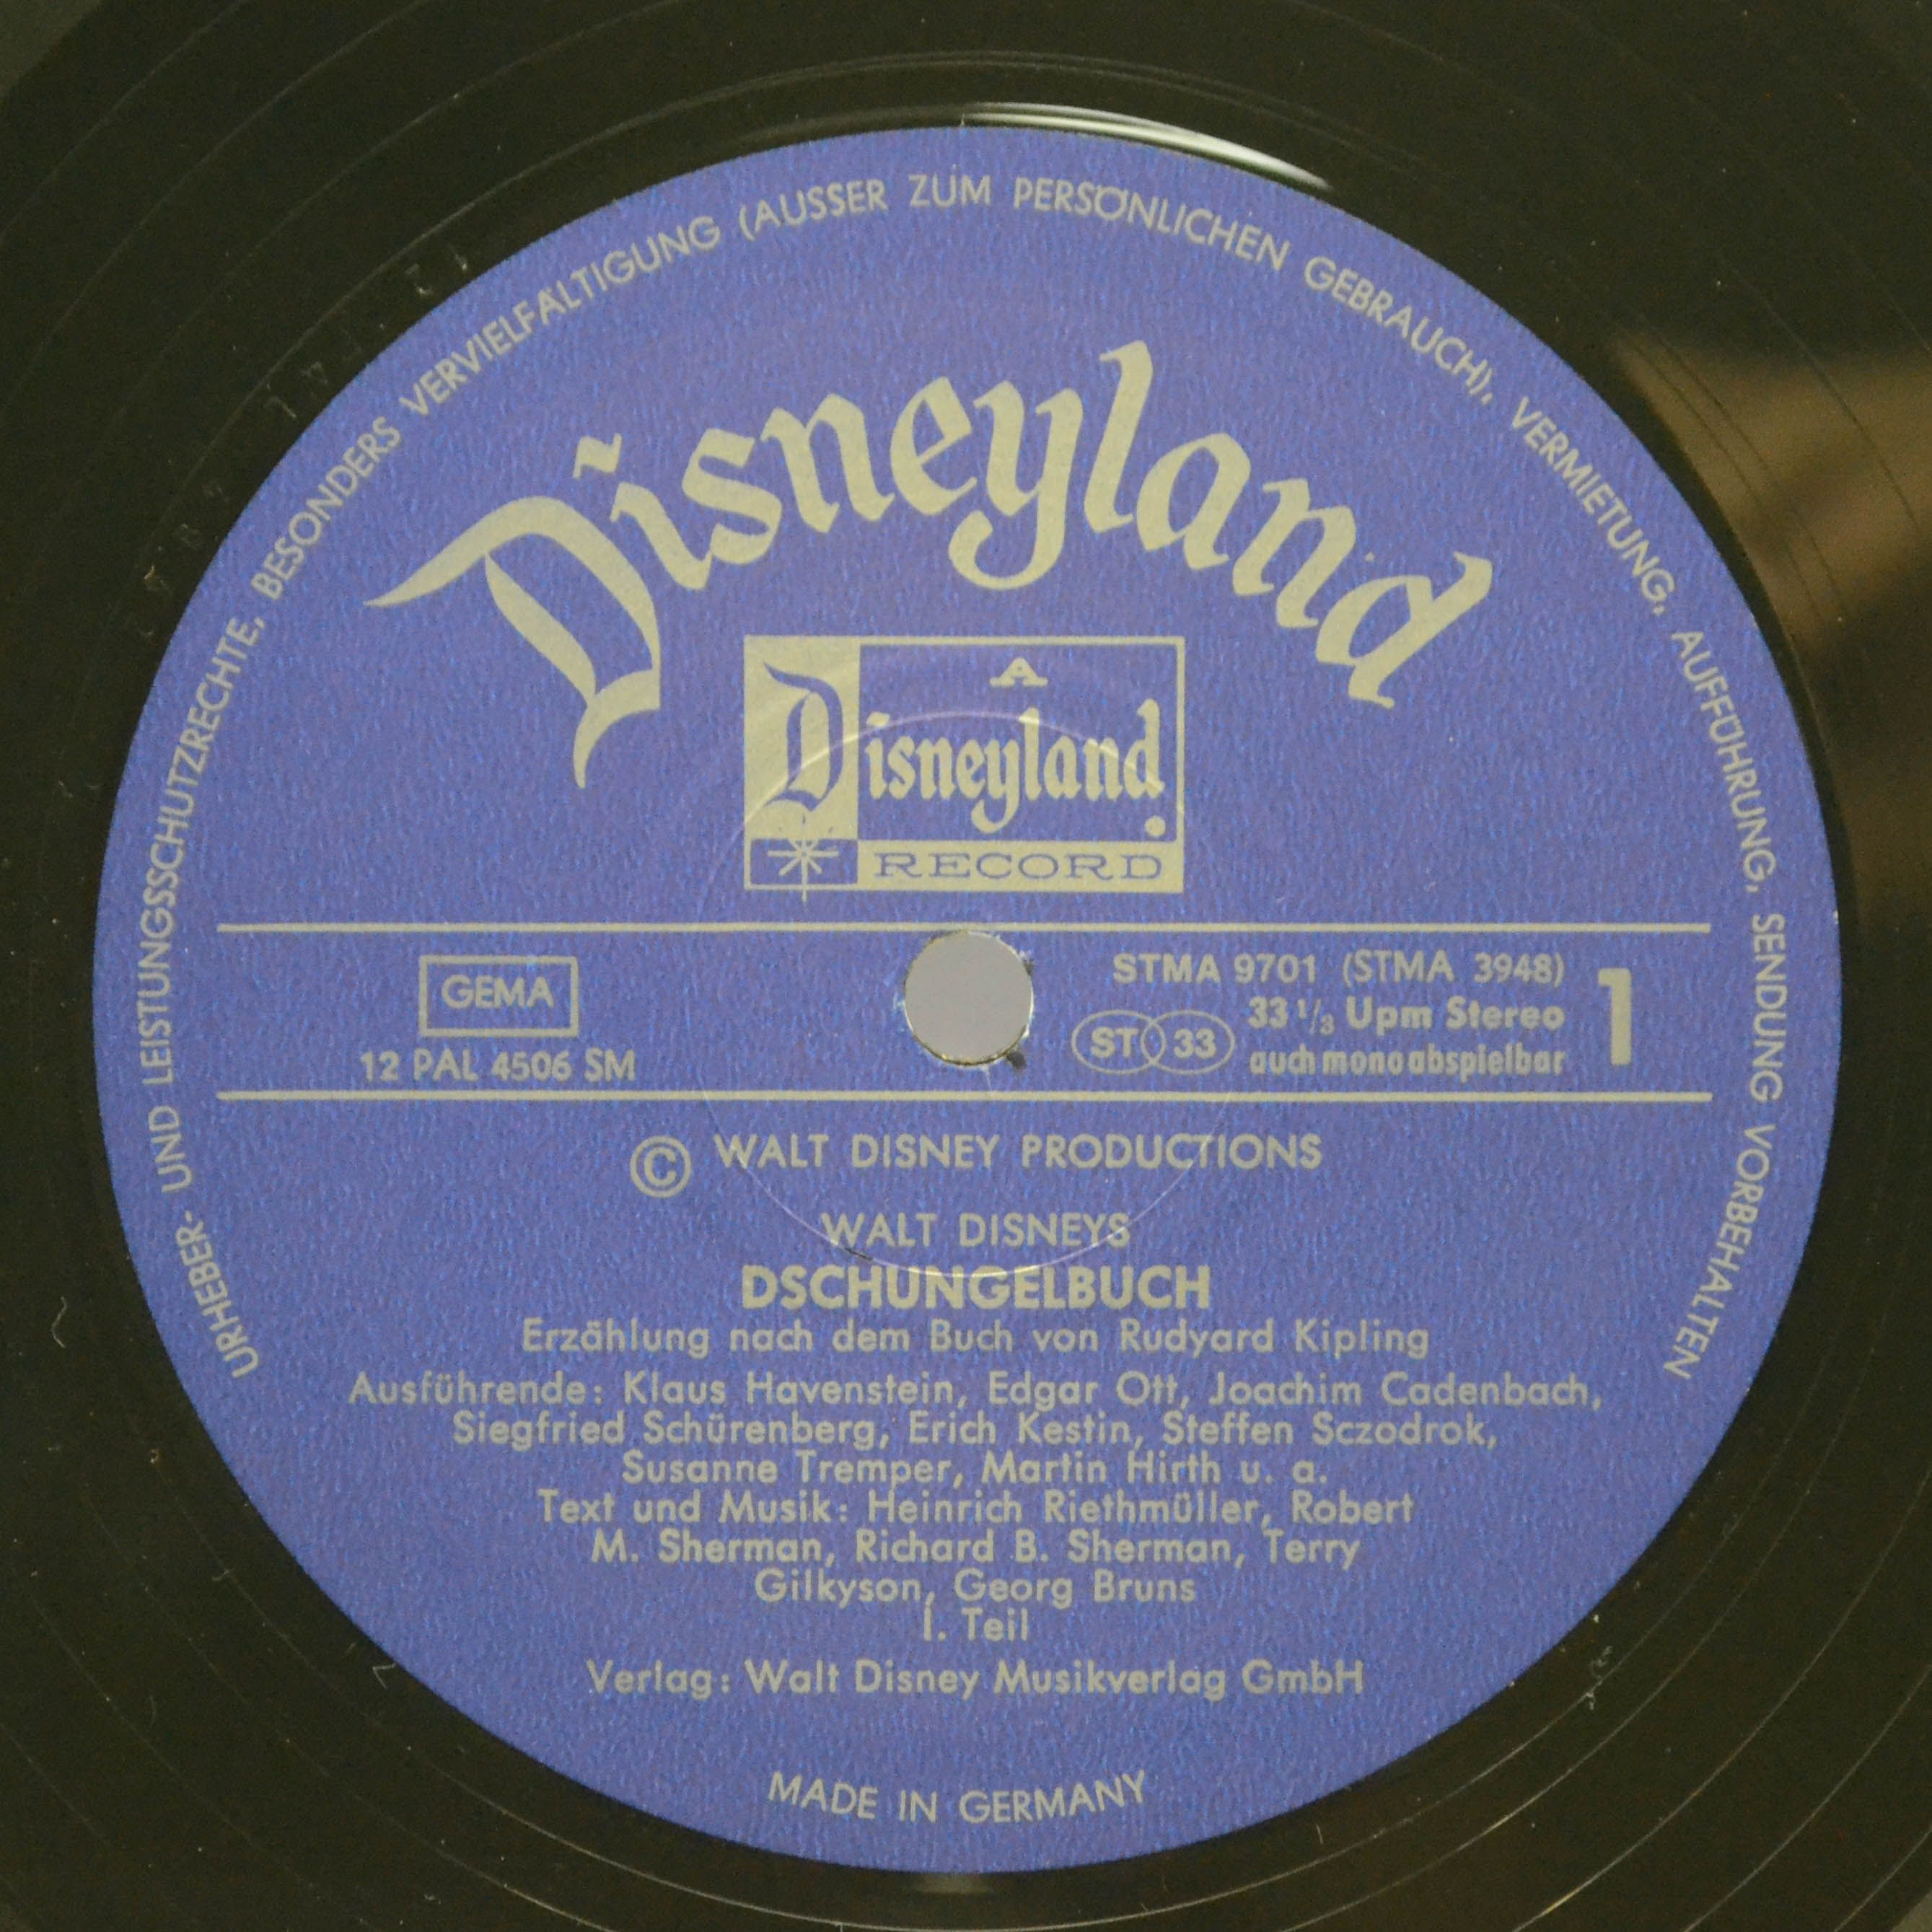 URHEBER- UND LEISTUNGSSCHUTZRECHTE, BESONDERS VERVIELFÄLTIGUNG (AUSSER ZUM PERSÖNLICHEN GEBRAUCH), VERMIETUNG, AUFFÜHRUNG, SENDUNG VORBEHALTEN
Disneyland
A
Disneyland
RECORD
GEMA
12 PAL 4506 SM
STMA 9701 (STMA 3948)
ST 33
33 1/3 Upm Stereo
auch mono abspielbar
1
© WALT DISNEY PRODUCTIONS
WALT DISNEYS
DSCHUNGELBUCH
Erzählung nach dem Buch von Rudyard Kipling
Ausführende: Klaus Havenstein, Edgar Ott, Joachim Cadenbach,
Siegfried Schürenberg, Erich Kestin, Steffen Sczodrok,
Susanne Tremper, Martin Hirth u. a.
Text und Musik: Heinrich Riethmüller, Robert
M. Sherman, Richard B. Sherman, Terry
Gilkyson, Georg Bruns
I. Teil
Verlag: Walt Disney Musikverlag GmbH
MADE IN GERMANY